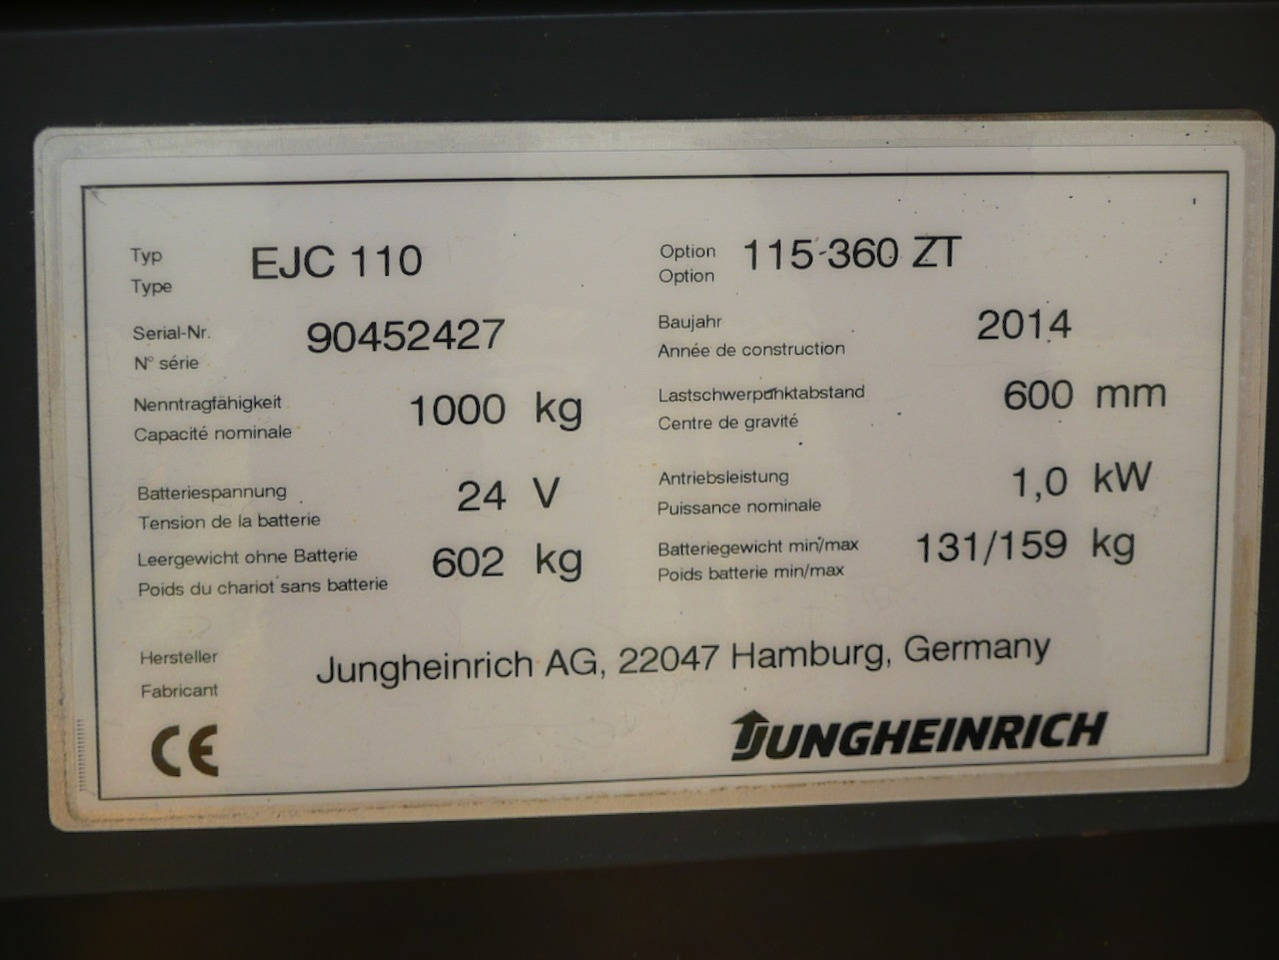 Typ EJC 110 Option 115-360 ZT
Type Option
Serial-Nr. 90452427 Baujahr 2014
N° série Année de construction
Nenntragfähigkeit 1000 kg Lastschwerpunktabstand 600 mm
Capacité nominale Centre de gravité
Batteriespannung 24 V Antriebsleistung 1,0 kW
Tension de la batterie Puissance nominale
Leergewicht ohne Batterie 602 kg Batteriegewicht min/max 131/159 kg
Poids du chariot sans batterie Poids batterie min/max
Hersteller Jungheinrich AG, 22047 Hamburg, Germany
Fabricant
CE JUNGHEINRICH